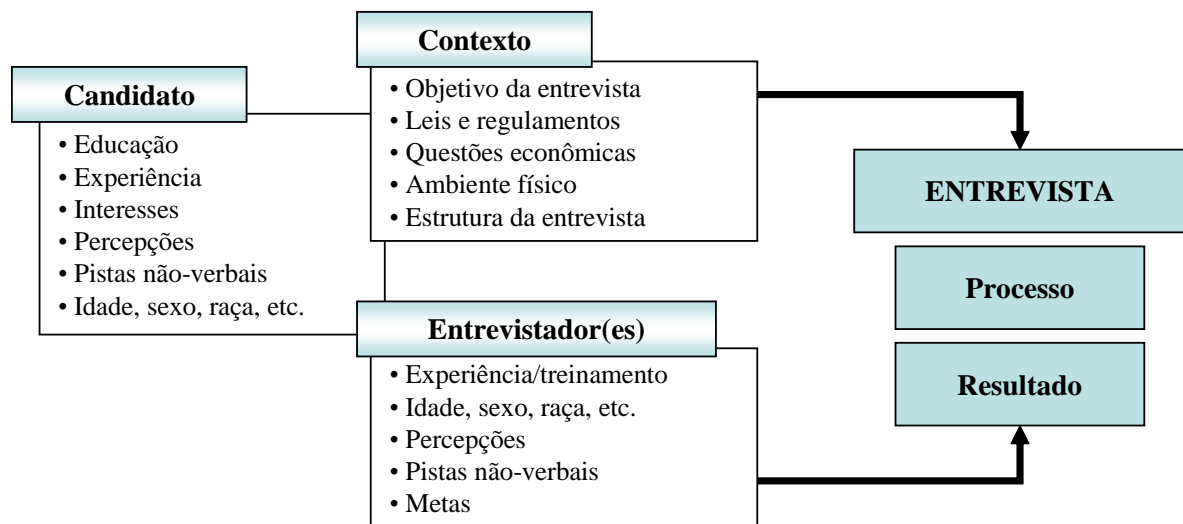 Contexto
• Objetivo da entrevista
• Leis e regulamentos
• Questões econômicas
• Ambiente físico
• Estrutura da entrevista
Candidato
• Educação
• Experiência
• Interesses
• Percepções
• Pistas não-verbais
• Idade, sexo, raça, etc.
Entrevistador(es)
• Experiência/treinamento
• Idade, sexo, raça, etc.
• Percepções
• Pistas não-verbais
• Metas
ENTREVISTA
Processo
Resultado